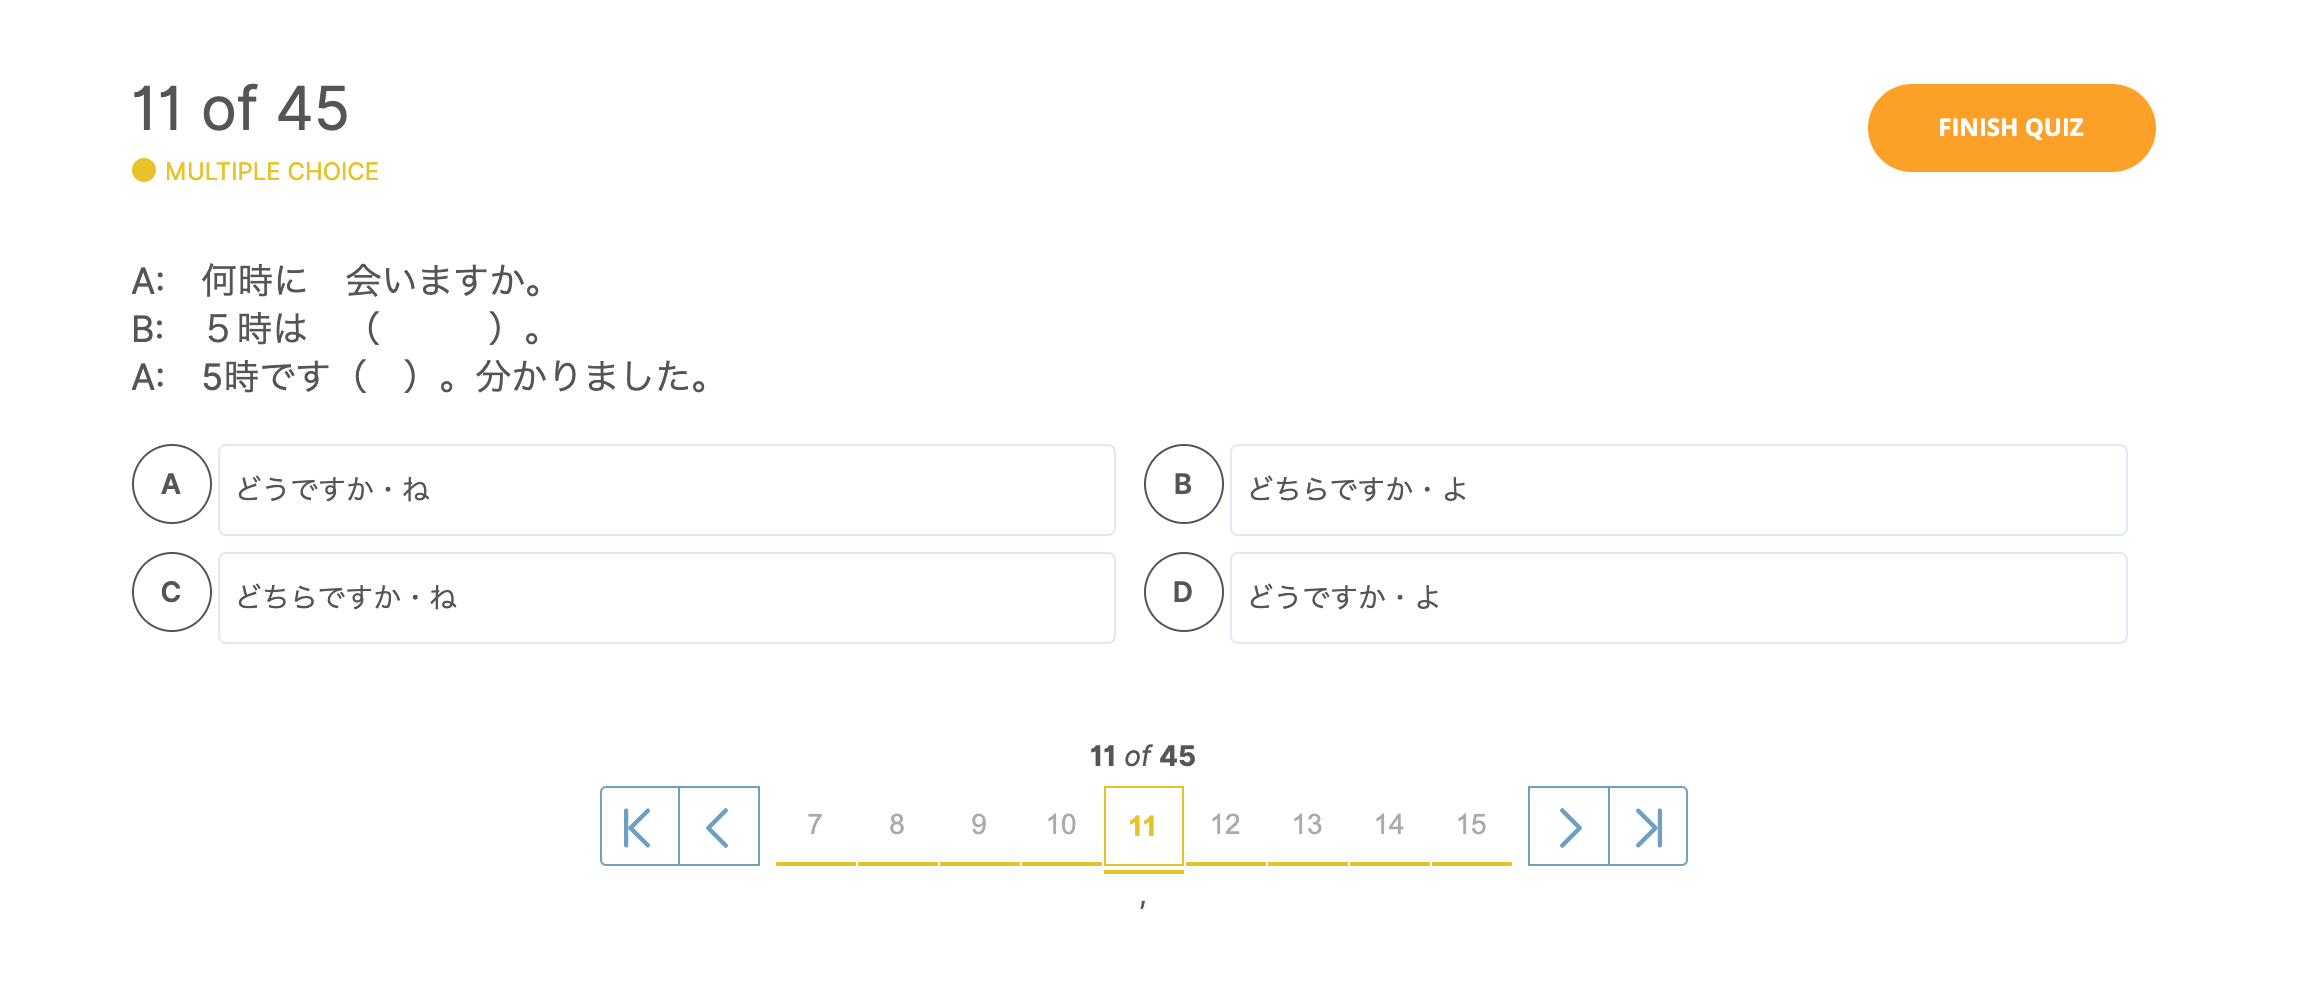 11 of 45
FINISH QUIZ
MULTIPLE CHOICE
A:　何時に　会いますか。
B:　５時は　（　　　）。
A:　5時です（　）。分かりました。
A どうですか・ね
B どちらですか・よ
C どちらですか・ね
D どうですか・よ
11 of 45
7 8 9 10 11 12 13 14 15
,